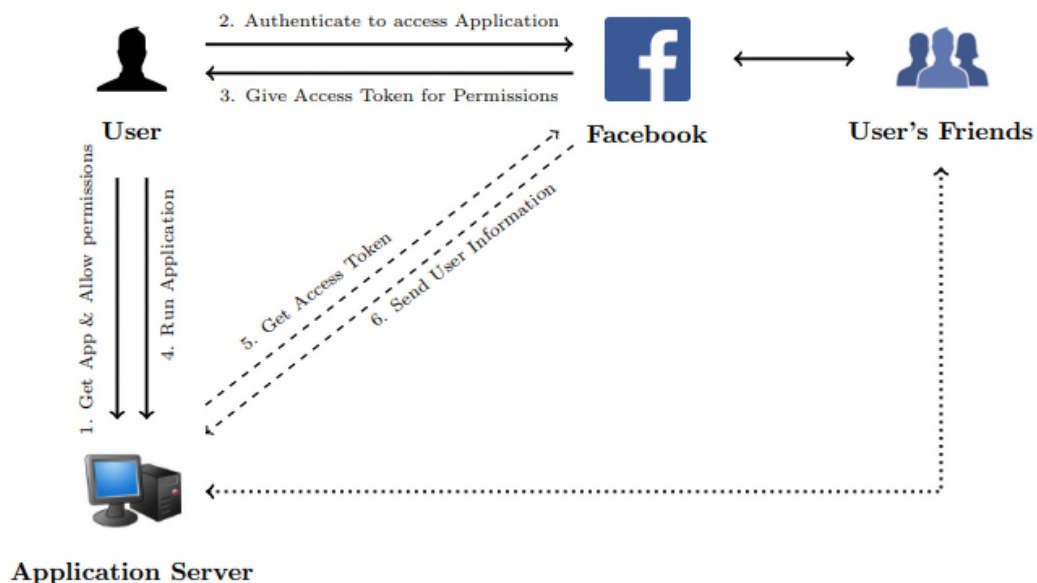 2. Authenticate to access Application
3. Give Access Token for Permissions
User
Facebook
User's Friends
1. Get App & Allow permissions
4. Run Application
5. Get Access Token
6. Send User Information
Application Server